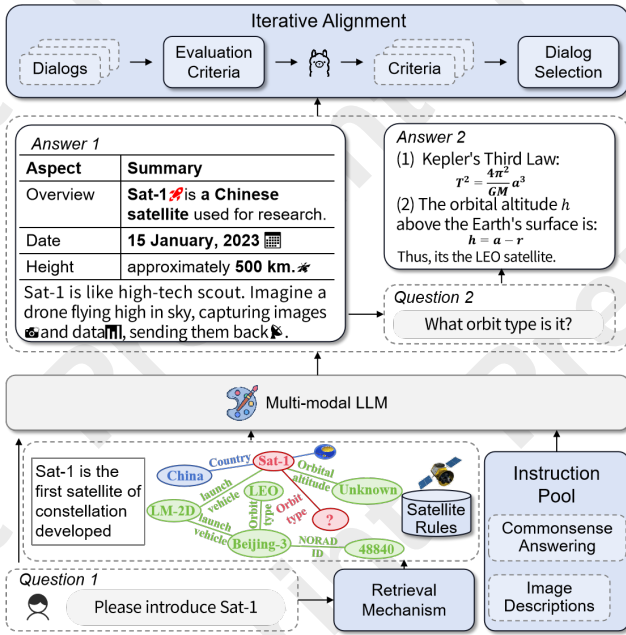 Iterative Alignment
Dialogs
Evaluation
Criteria
Criteria
Dialog
Selection
Answer 1
Aspect Summary
Overview Sat-1 is a Chinese
satellite used for research.
Date 15 January, 2023
Height approximately 500 km.
Sat-1 is like high-tech scout. Imagine a
drone flying high in sky, capturing images
and data, sending them back.
Answer 2
(1) Kepler's Third Law:
T² = 4π²/GM a³
(2) The orbital altitude h
above the Earth's surface is:
h = a − r
Thus, its the LEO satellite.
Question 2
What orbit type is it?
Multi-modal LLM
Sat-1 is the
first satellite of
constellation
developed
China
Country
Sat-1
Orbital
altitude
Unknown
launch
vehicle
LEO
Orbit
type
Orbit
type
?
LM-2D
launch
vehicle
Beijing-3
NORAD
ID
48840
Satellite
Rules
Instruction
Pool
Commonsense
Answering
Image
Descriptions
Question 1
Please introduce Sat-1
Retrieval
Mechanism